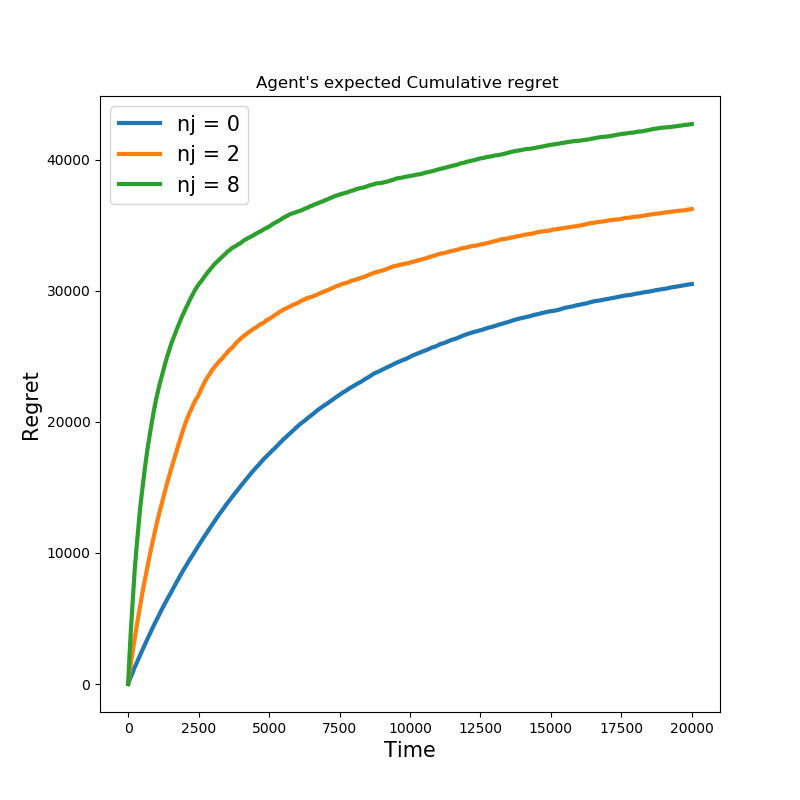 Agent's expected Cumulative regret
nj = 0
nj = 2
nj = 8
40000
30000
20000
10000
0
Regret
0 2500 5000 7500 10000 12500 15000 17500 20000
Time